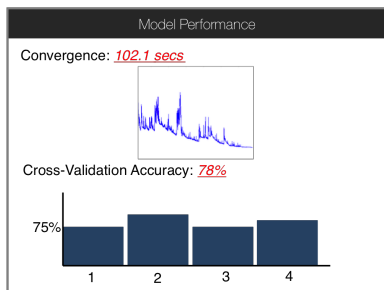 Model Performance
Convergence: 102.1 secs
Cross-Validation Accuracy: 78%
75%
1 2 3 4